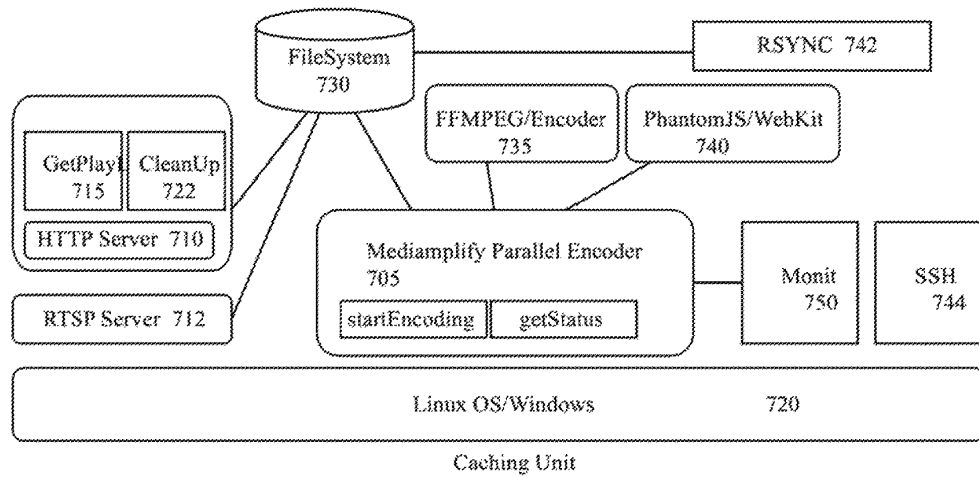 FileSystem
730
RSYNC 742
FFMPEG/Encoder
735
PhantomJS/WebKit
740
GetPlayl
715
CleanUp
722
HTTP Server 710
RTSP Server 712
Mediamplify Parallel Encoder
705
startEncoding
getStatus
Monit
750
SSH
744
Linux OS/Windows 720
Caching Unit